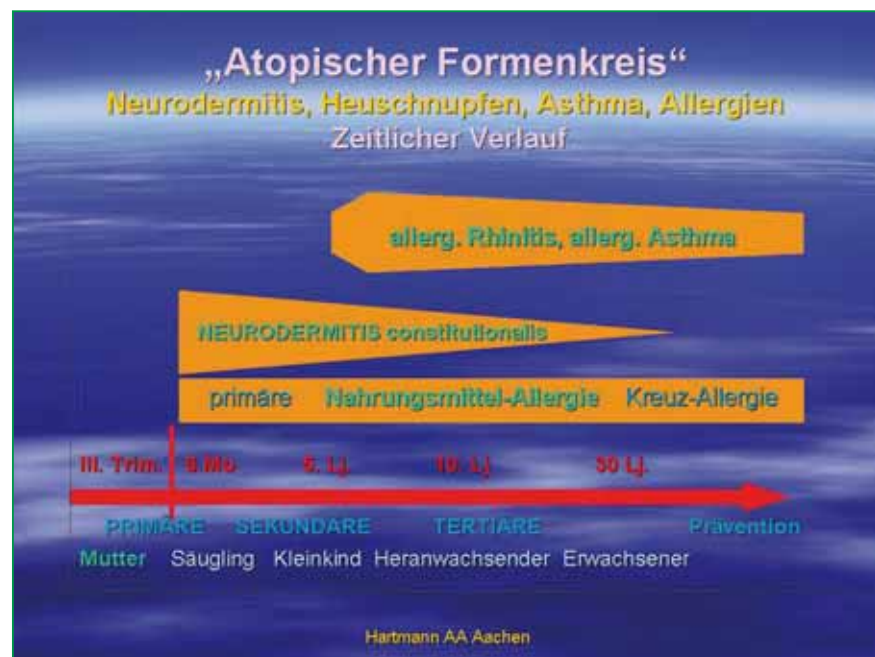 „Atopischer Formenkreis“
Neurodermitis, Heuschnupfen, Asthma, Allergien
Zeitlicher Verlauf
allerg. Rhinitis, allerg. Asthma
NEURODERMITIS constitutionalis
primäre Nahrungsmittel-Allergie Kreuz-Allergie
III. Trim. 6.Mo 6. Lj. 10. Lj 30 Lj.
PRIMÄRE SEKUNDÄRE TERTIÄRE Prävention
Mutter Säugling Kleinkind Heranwachsender Erwachsener
Hartmann AA Aachen